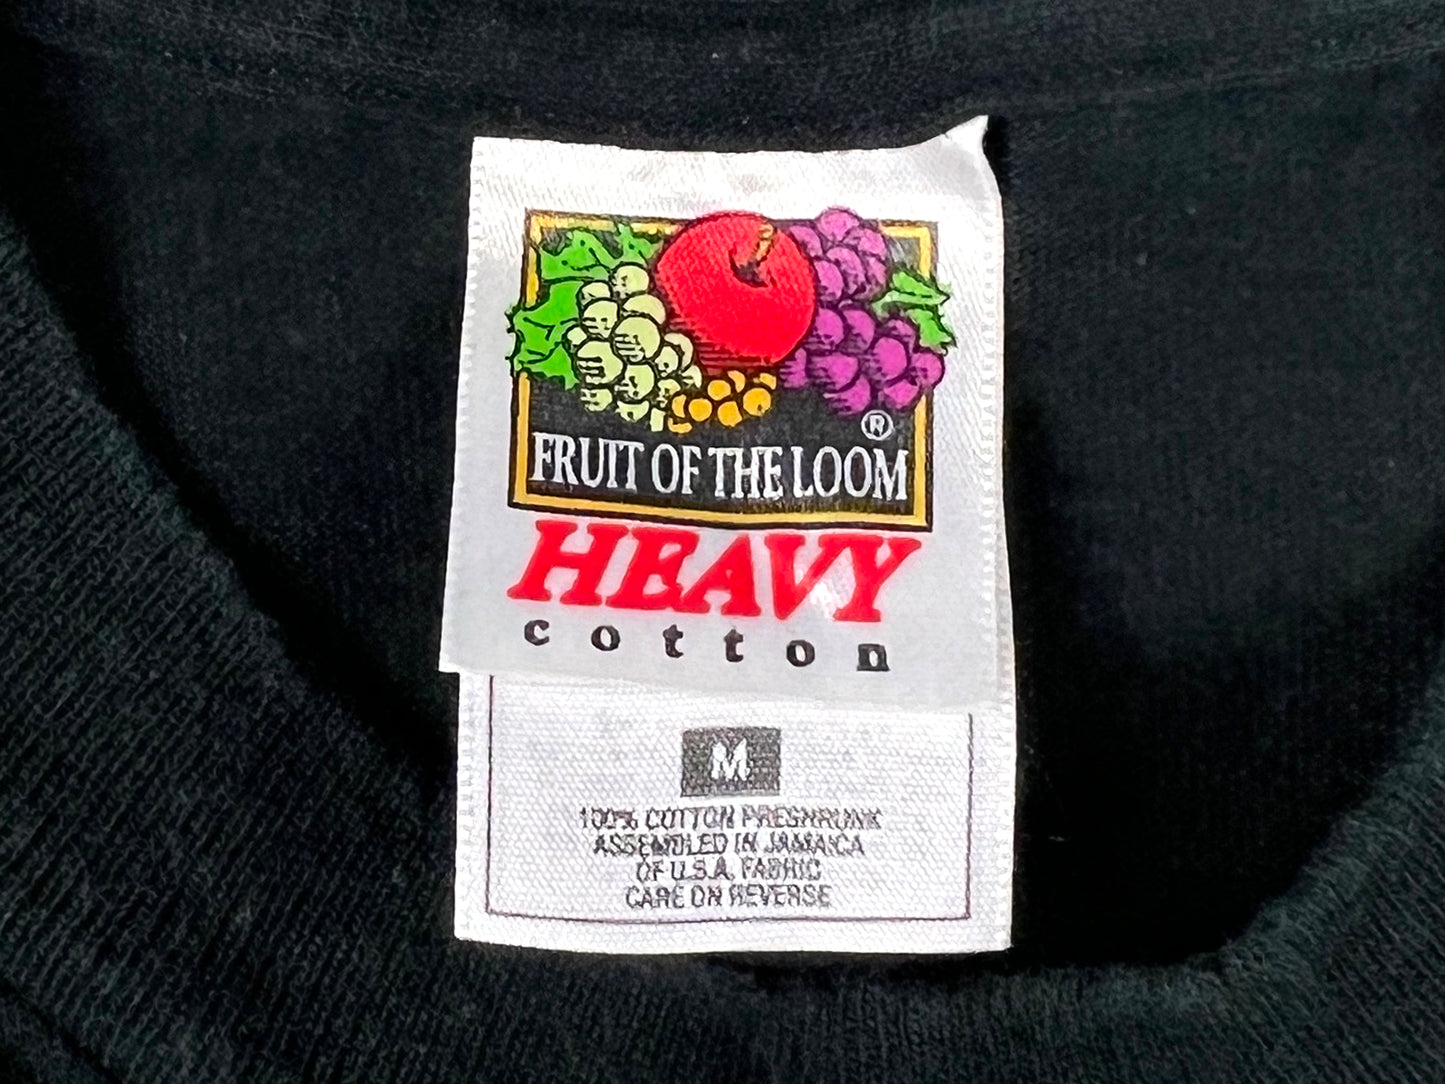 ®
FRUIT OF THE LOOM
HEAVY
cotton
M
100% COTTON PRESHRUNK
ASSEMBLED IN JAMAICA
OF U.S.A. FABRIC
CARE ON REVERSE